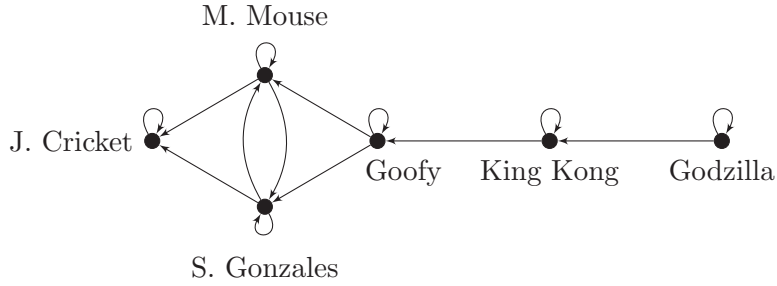 M. Mouse
J. Cricket
Goofy
King Kong
Godzilla
S. Gonzales